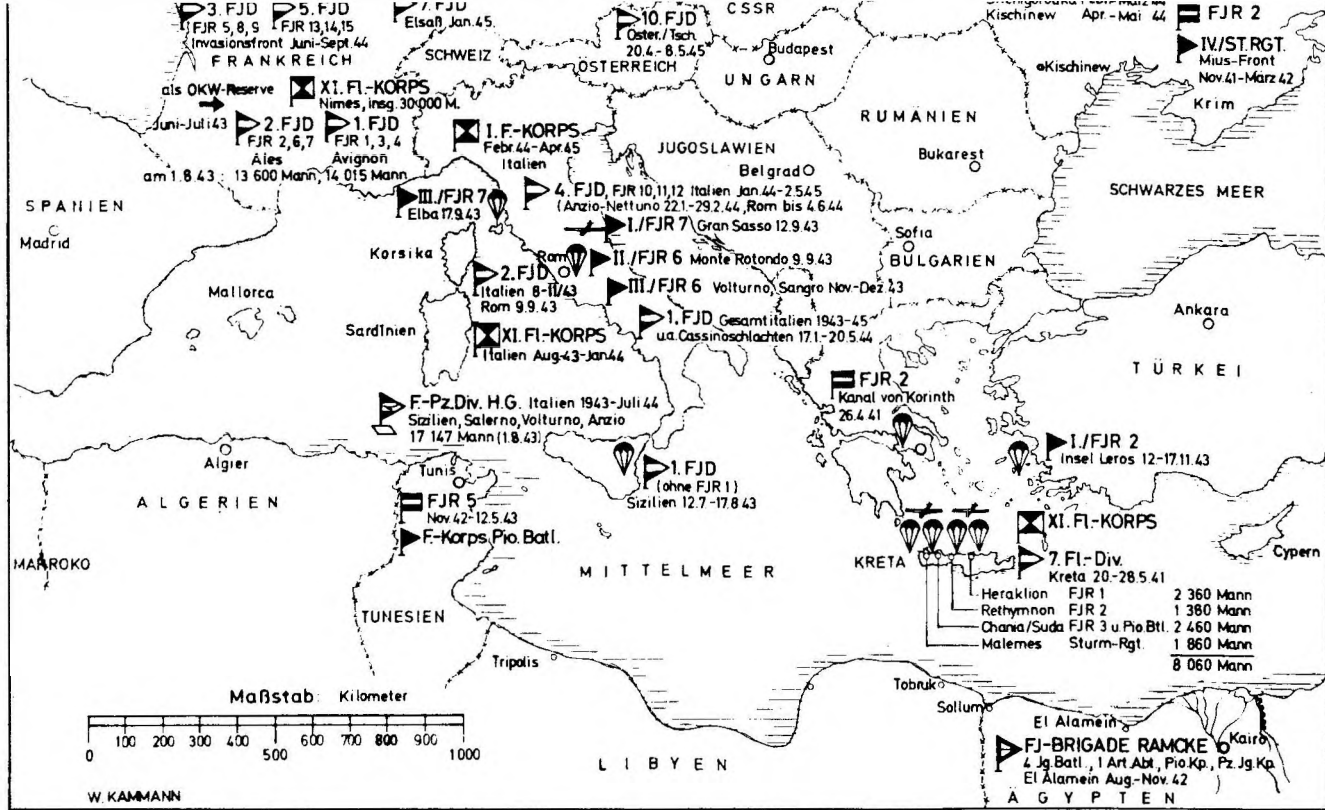 3. FJD
FJR 5, 8, 9
Invasionsfront Juni-Sept.44
5. FJD
FJR 13,14,15
FRANKREICH
7. FJD
Elsaß Jan.45.
SCHWEIZ
10. FJD
Öster./Tsch.
20.4.-8.5.45
ÖSTERREICH
CSSR
Budapest
UNGARN
Kischinew Apr.-Mai 44
Kischinew
FJR 2
IV./ST.RGT.
Mius-Front
Nov.41-März 42
Krim
als OKW-Reserve
Juni-Juli 43
XI. Fl.-KORPS
Nimes, insg. 30 000 M.
2. FJD
FJR 2,6,7
Ales
1. FJD
FJR 1, 3, 4
Avignon
am 1.8.43 : 13 600 Mann, 14 015 Mann
I. F.-KORPS
Febr.44-Apr.45
Italien
JUGOSLAWIEN
Belgrad
RUMÄNIEN
Bukarest
SCHWARZES MEER
SPANIEN
Madrid
III./FJR 7
Elba 17.9.43
4. FJD, FJR 10,11,12 Italien Jan.44-2.5.45
(Anzio-Nettuno 22.1.-29.2.44, Rom bis 4.6.44
I./FJR 7 Gran Sasso 12.9.43
Sofia
BULGARIEN
Korsika
Rom
II./FJR 6 Monte Rotondo 9.9.43
2. FJD
Italien 8-11/43
Rom 9.9.43
III./FJR 6 Volturno, Sangro Nov.-Dez.43
Mallorca
Sardinien
1. FJD Gesamtitalien 1943-45
u.a. Cassinoschlachten 17.1.-20.5.44
XI. Fl.-KORPS
Italien Aug.43-Jan.44
Ankara
TÜRKEI
FJR 2
Kanal von Korinth
26.4.41
F.-Pz.Div. H.G. Italien 1943-Juli 44
Sizilien, Salerno, Volturno, Anzio
17 147 Mann (1.8.43)
Algier
ALGERIEN
Tunis
1. FJD
(ohne FJR 1)
Sizilien 12.7.-17.8.43
I./FJR 2
Insel Leros 12-17.11.43
FJR 5
Nov.42-12.5.43
F.-Korps Pio. Batl.
MAROKKO
MITTELMEER
KRETA
XI. Fl.-KORPS
7. Fl.-Div.
Kreta 20.-28.5.41
Cypern
Heraklion FJR 1 2 360 Mann
Rethymnon FJR 2 1 380 Mann
Chania/Suda FJR 3 u. Pio.Btl. 2 460 Mann
Malemes Sturm-Rgt. 1 860 Mann
8 060 Mann
TUNESIEN
Tripolis
Tobruk
Sollum
Maßstab: Kilometer
0 100 200 300 400 500 600 700 800 900 1000
El Alamein
Kairo
FJ-BRIGADE RAMCKE
4 Jg.Batl., 1 Art.Abt., Pio.Kp., Pz. Jg.Kp.
El Alamein Aug.-Nov. 42
LIBYEN
ÄGYPTEN
W. KAMMANN